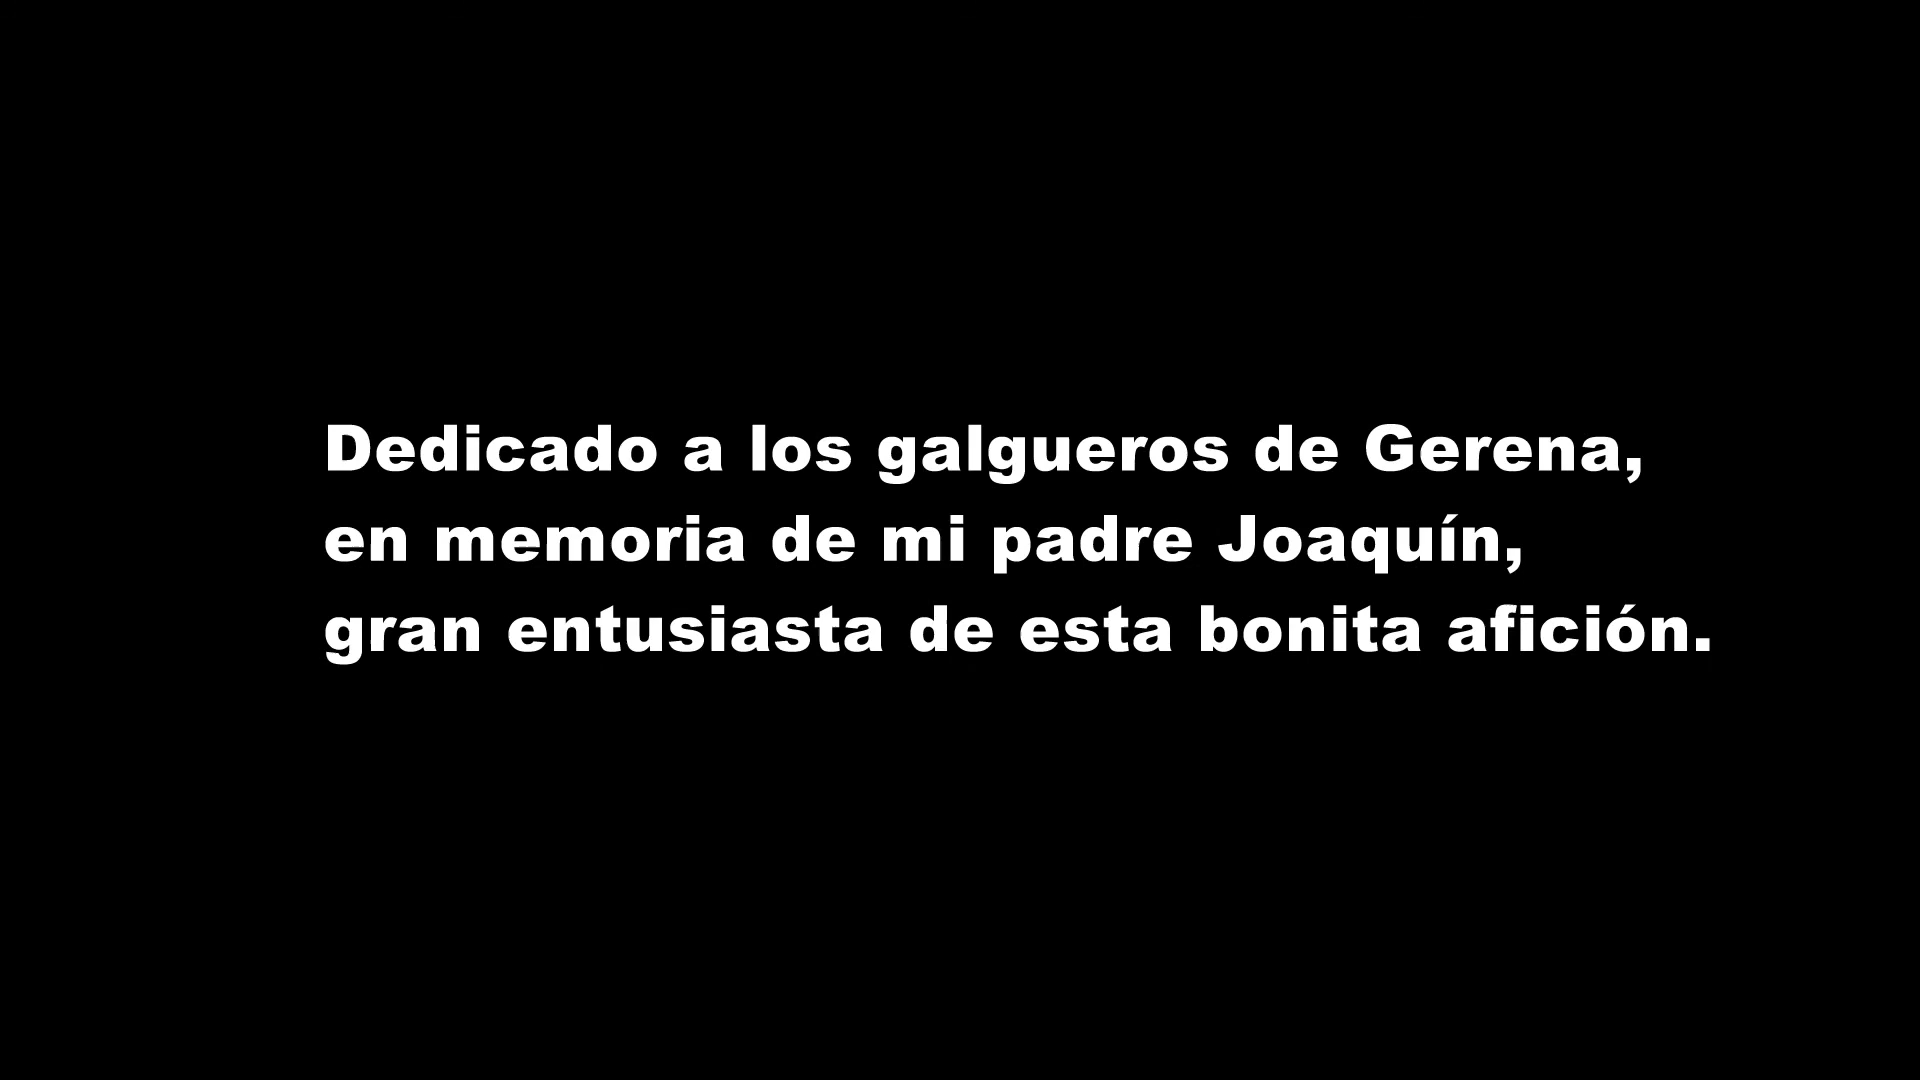 Dedicado a los galgueros de Gerena,
en memoria de mi padre Joaquín,
gran entusiasta de esta bonita afición.